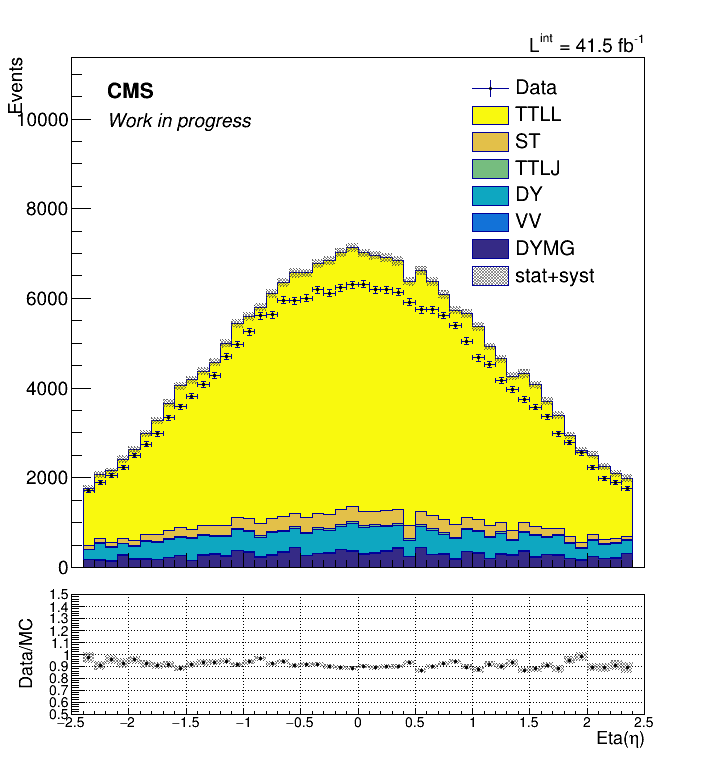 L^int = 41.5 fb^-1
Events
CMS
Work in progress
Data
TTLL
ST
TTLJ
DY
VV
DYMG
stat+syst
10000
8000
6000
4000
2000
0
Data/MC
1.5
1.4
1.3
1.2
1.1
1
0.9
0.8
0.7
0.6
0.5
−2.5 −2 −1.5 −1 −0.5 0 0.5 1 1.5 2 2.5
Eta(η)